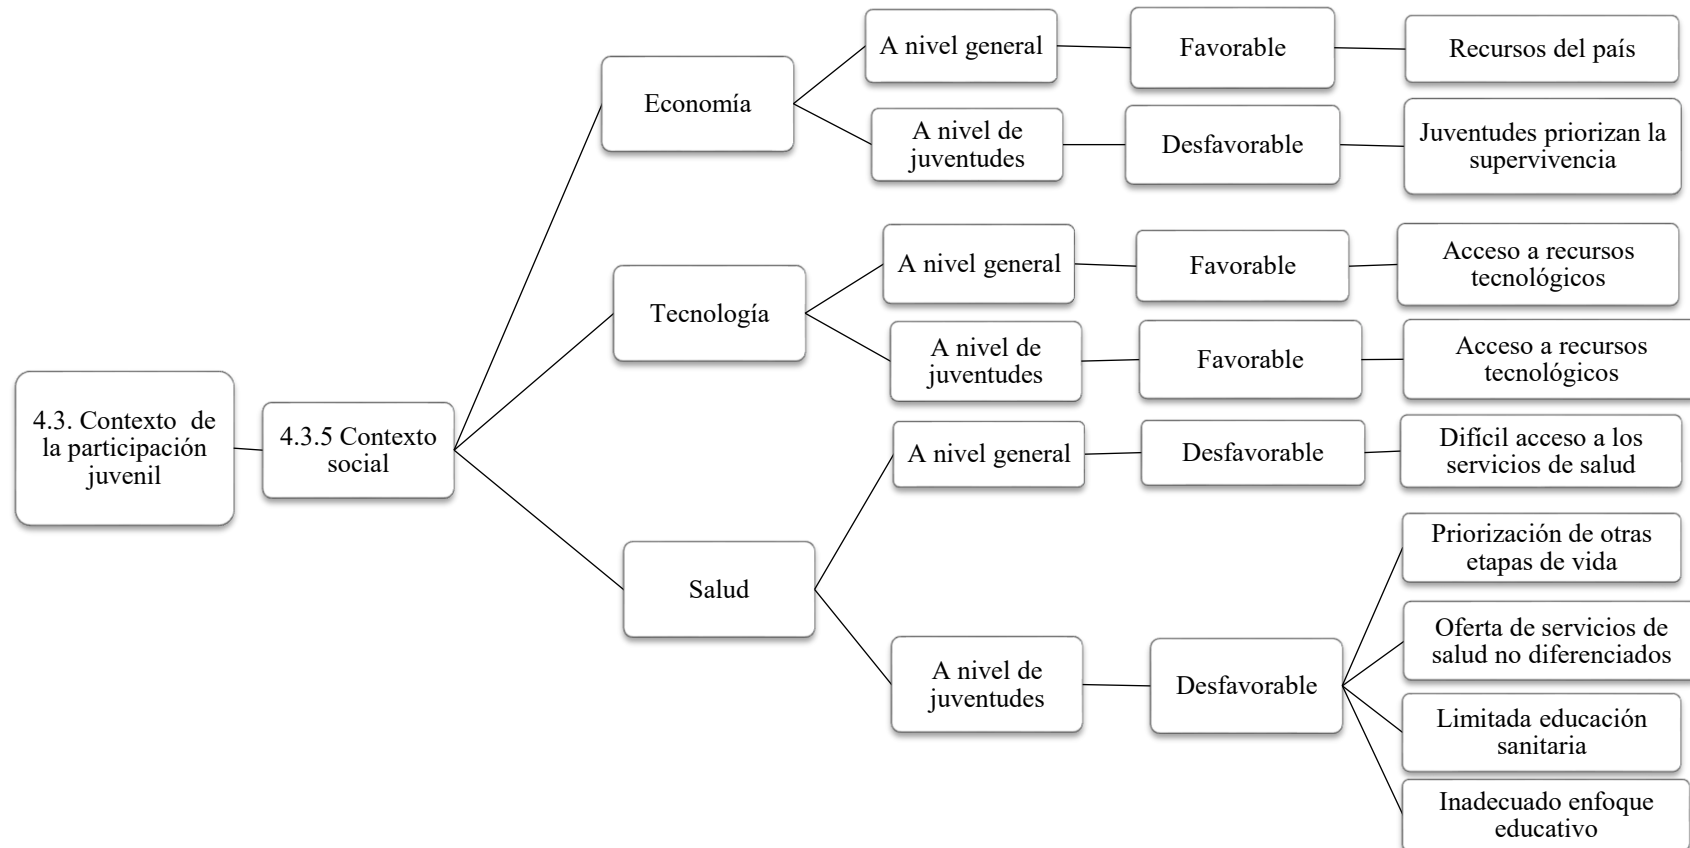 4.3. Contexto de
la participación
juvenil
4.3.5 Contexto
social
Economía
A nivel general
Favorable
Recursos del país
A nivel de
juventudes
Desfavorable
Juventudes priorizan la
supervivencia
Tecnología
A nivel general
Favorable
Acceso a recursos
tecnológicos
A nivel de
juventudes
Favorable
Acceso a recursos
tecnológicos
Salud
A nivel general
Desfavorable
Difícil acceso a los
servicios de salud
A nivel de
juventudes
Desfavorable
Priorización de otras
etapas de vida
Oferta de servicios de
salud no diferenciados
Limitada educación
sanitaria
Inadecuado enfoque
educativo